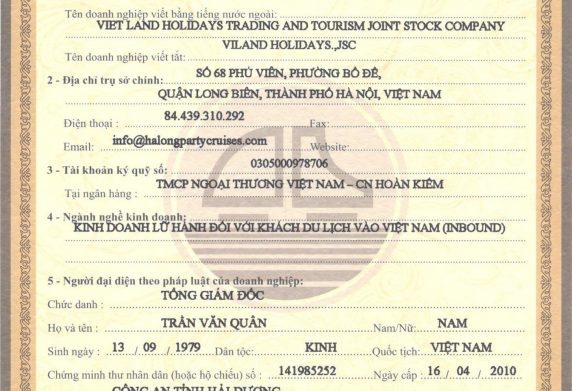 Tên doanh nghiệp viết bằng tiếng nước ngoài:
VIET LAND HOLIDAYS TRADING AND TOURISM JOINT STOCK COMPANY
VILAND HOLIDAYS.,JSC
Tên doanh nghiệp viết tắt:
2 - Địa chỉ trụ sở chính: SỐ 68 PHÚ VIÊN, PHƯỜNG BỒ ĐỀ,
QUẬN LONG BIÊN, THÀNH PHỐ HÀ NỘI, VIỆT NAM
Điện thoại : 84.439.310.292 Fax:
Email: info@halongpartycruises.com Website:
3 - Tài khoản ký quỹ số: 0305000978706
Tại ngân hàng : TMCP NGOẠI THƯƠNG VIỆT NAM – CN HOÀN KIẾM
4 - Ngành nghề kinh doanh:
KINH DOANH LỮ HÀNH ĐỐI VỚI KHÁCH DU LỊCH VÀO VIỆT NAM (INBOUND)
5 - Người đại diện theo pháp luật của doanh nghiệp:
Chức danh : TỔNG GIÁM ĐỐC
Họ và tên : TRẦN VĂN QUÂN Nam/Nữ: NAM
Sinh ngày : 13 / 09 / 1979 Dân tộc: KINH Quốc tịch: VIỆT NAM
Chứng minh thư nhân dân (hoặc hộ chiếu) số : 141985252 Ngày cấp : 16 / 04 / 2010
CÔNG AN TỈNH HẢI DƯƠNG